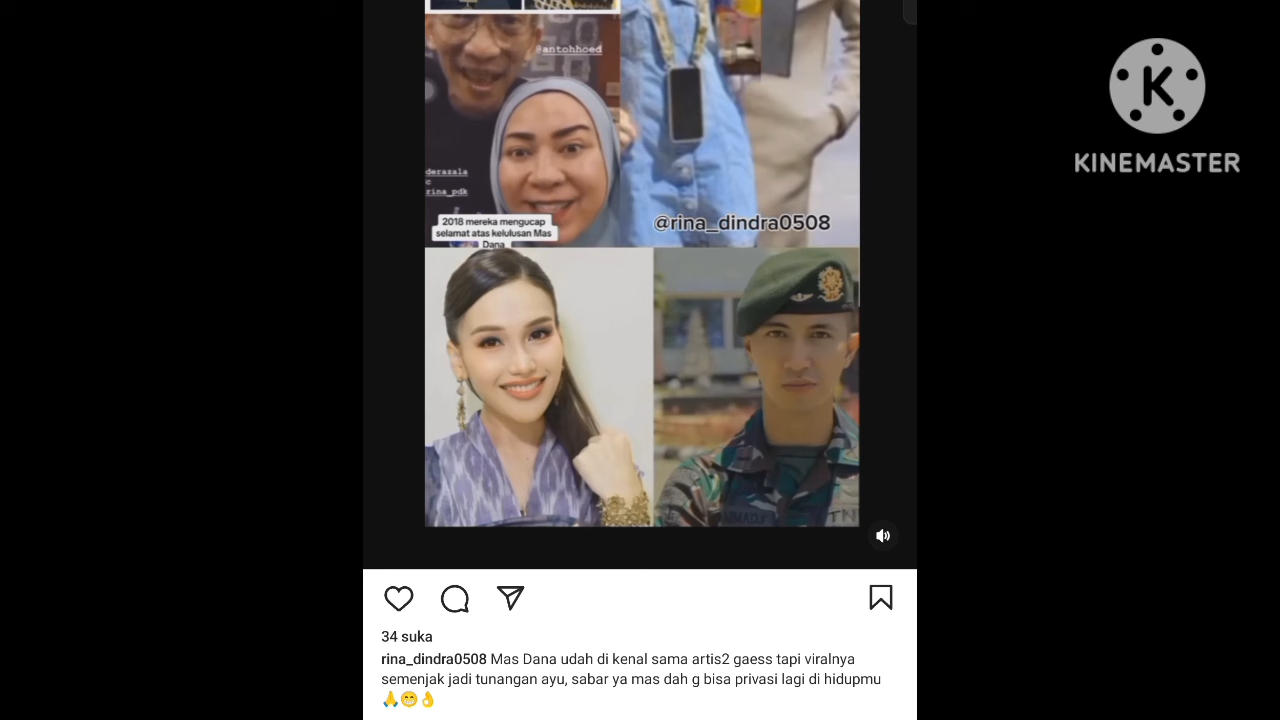 @antohhoed
derazala
c
rina_pdk
2018 mereka mengucap
selamat atas kelulusan Mas
Dana
@rina_dindra0508
TNI
K
KINEMASTER
34 suka
rina_dindra0508 Mas Dana udah di kenal sama artis2 gaess tapi viralnya
semenjak jadi tunangan ayu, sabar ya mas dah g bisa privasi lagi di hidupmu
🙏😁👌